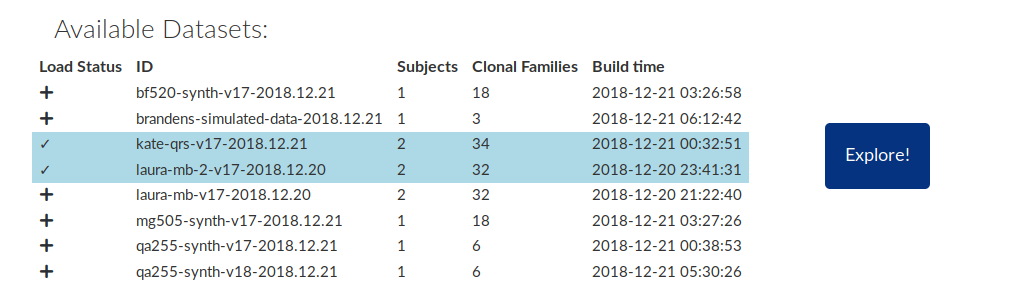 Available Datasets:
Load Status ID Subjects Clonal Families Build time
+ bf520-synth-v17-2018.12.21 1 18 2018-12-21 03:26:58
+ brandens-simulated-data-2018.12.21 1 3 2018-12-21 06:12:42
✓ kate-qrs-v17-2018.12.21 2 34 2018-12-21 00:32:51
✓ laura-mb-2-v17-2018.12.20 2 32 2018-12-20 23:41:31
+ laura-mb-v17-2018.12.20 2 32 2018-12-20 21:22:40
+ mg505-synth-v17-2018.12.21 1 18 2018-12-21 03:27:26
+ qa255-synth-v17-2018.12.21 1 6 2018-12-21 00:38:53
+ qa255-synth-v18-2018.12.21 1 6 2018-12-21 05:30:26
Explore!